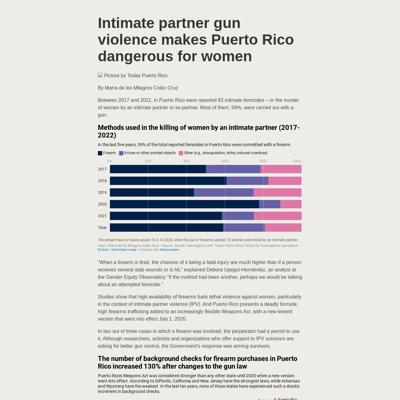 Intimate partner gun
violence makes Puerto Rico
dangerous for women
Picture by Todas Puerto Rico
By María de los Milagros Colón Cruz
Between 2017 and 2021, in Puerto Rico were reported 62 intimate femicides – or the murder
of women by an intimate partner or ex-partner. Most of them, 59%, were carried out with a
gun.
Methods used in the killing of women by an intimate partner (2017-
2022)
In the last five years, 59% of the total reported femicides in Puerto Rico were committed with a firearm.
Firearm Knives or other pointed objects Other (e.g., strangulation, strike, induced overdose)
0% 20% 40% 60% 80% 100%
2017
2018
2019
2020
2021
Total
"When a firearm is fired, the chances of it being a fatal injury are much higher than if a person
receives several stab wounds or is hit," explained Debora Upegui-Hernández, an analyst at
the Gender Equity Observatory "If the method had been another, perhaps we would be talking
about an attempted femicide."
Studies show that high availability of firearms fuels lethal violence against women, particularly
in the context of intimate partner violence (IPV). And Puerto Rico presents a deadly formula;
high firearms trafficking added to an increasingly flexible Weapons Act, with a new lenient
version that went into effect July 1, 2020.
In two out of three cases in which a firearm was involved, the perpetrator had a permit to use
it. Although researchers, activists and organizations who offer support to IPV survivors are
asking for better gun control, the Government's response was arming survivors.
The number of background checks for firearm purchases in Puerto
Rico increased 130% after changes to the gun law
Puerto Rico's Weapons Act was considered stronger than any other state until 2020 when a new version
went into effect. According to Giffords, California and New Jersey have the strongest laws, while Arkansas
and Wyoming have the weakest. In the last ten years, none of these states have experienced such a drastic
increment in background checks.